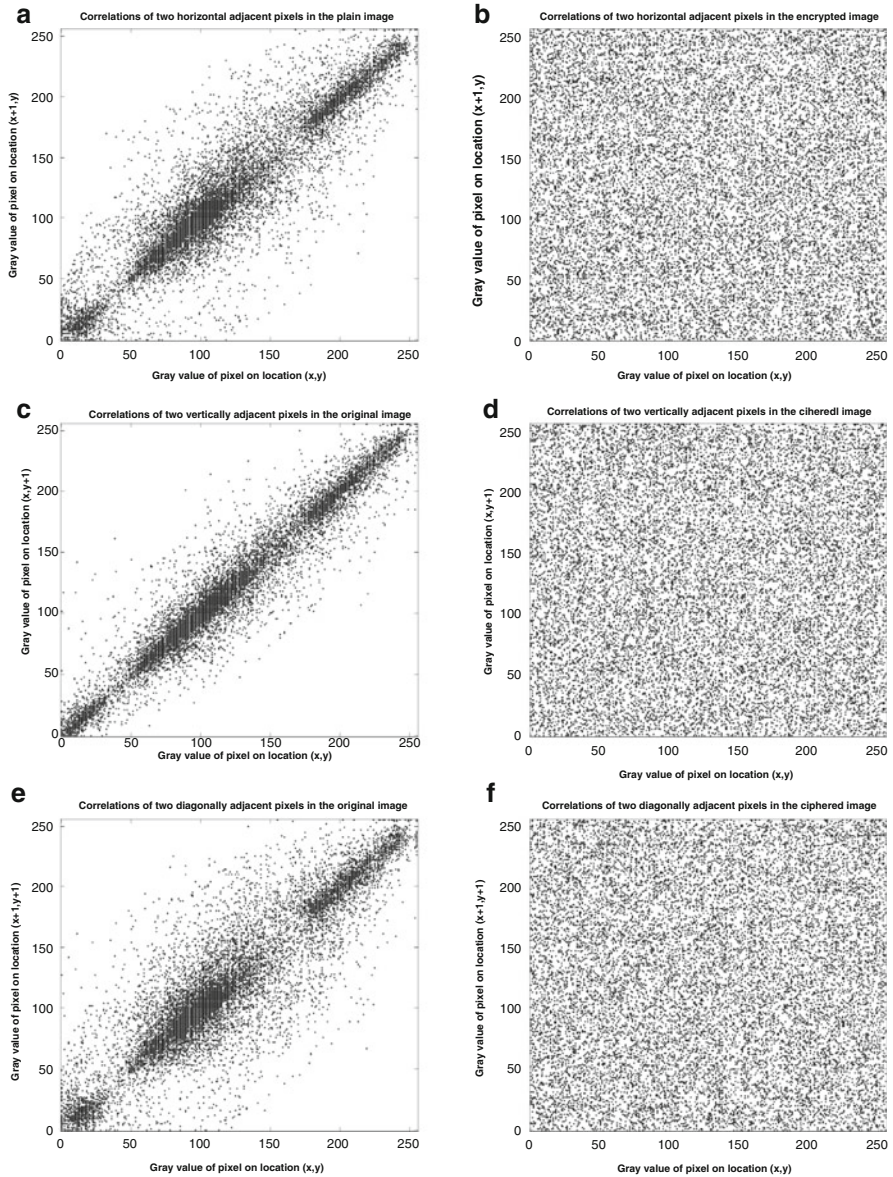 a
Correlations of two horizontal adjacent pixels in the plain image
Gray value of pixel on location (x+1,y)
250
200
150
100
50
0
0 50 100 150 200 250
Gray value of pixel on location (x,y)
b
Correlations of two horizontal adjacent pixels in the encrypted image
Gray value of pixel on location (x+1,y)
250
200
150
100
50
0
0 50 100 150 200 250
Gray value of pixel on location (x,y)
c
Correlations of two vertically adjacent pixels in the original image
Gray value of pixel on location (x,y+1)
250
200
150
100
50
0
0 50 100 150 200 250
Gray value of pixel on location (x,y)
d
Correlations of two vertically adjacent pixels in the ciheredl image
Gray value of pixel on location (x,y+1)
250
200
150
100
50
0
0 50 100 150 200 250
Gray value of pixel on location (x,y)
e
Correlations of two diagonally adjacent pixels in the original image
Gray value of pixel on location (x+1,y+1)
250
200
150
100
50
0
0 50 100 150 200 250
Gray value of pixel on location (x,y)
f
Correlations of two diagonally adjacent pixels in the ciphered image
Gray value of pixel on location (x+1,y+1)
250
200
150
100
50
0
0 50 100 150 200 250
Gray value of pixel on location (x,y)